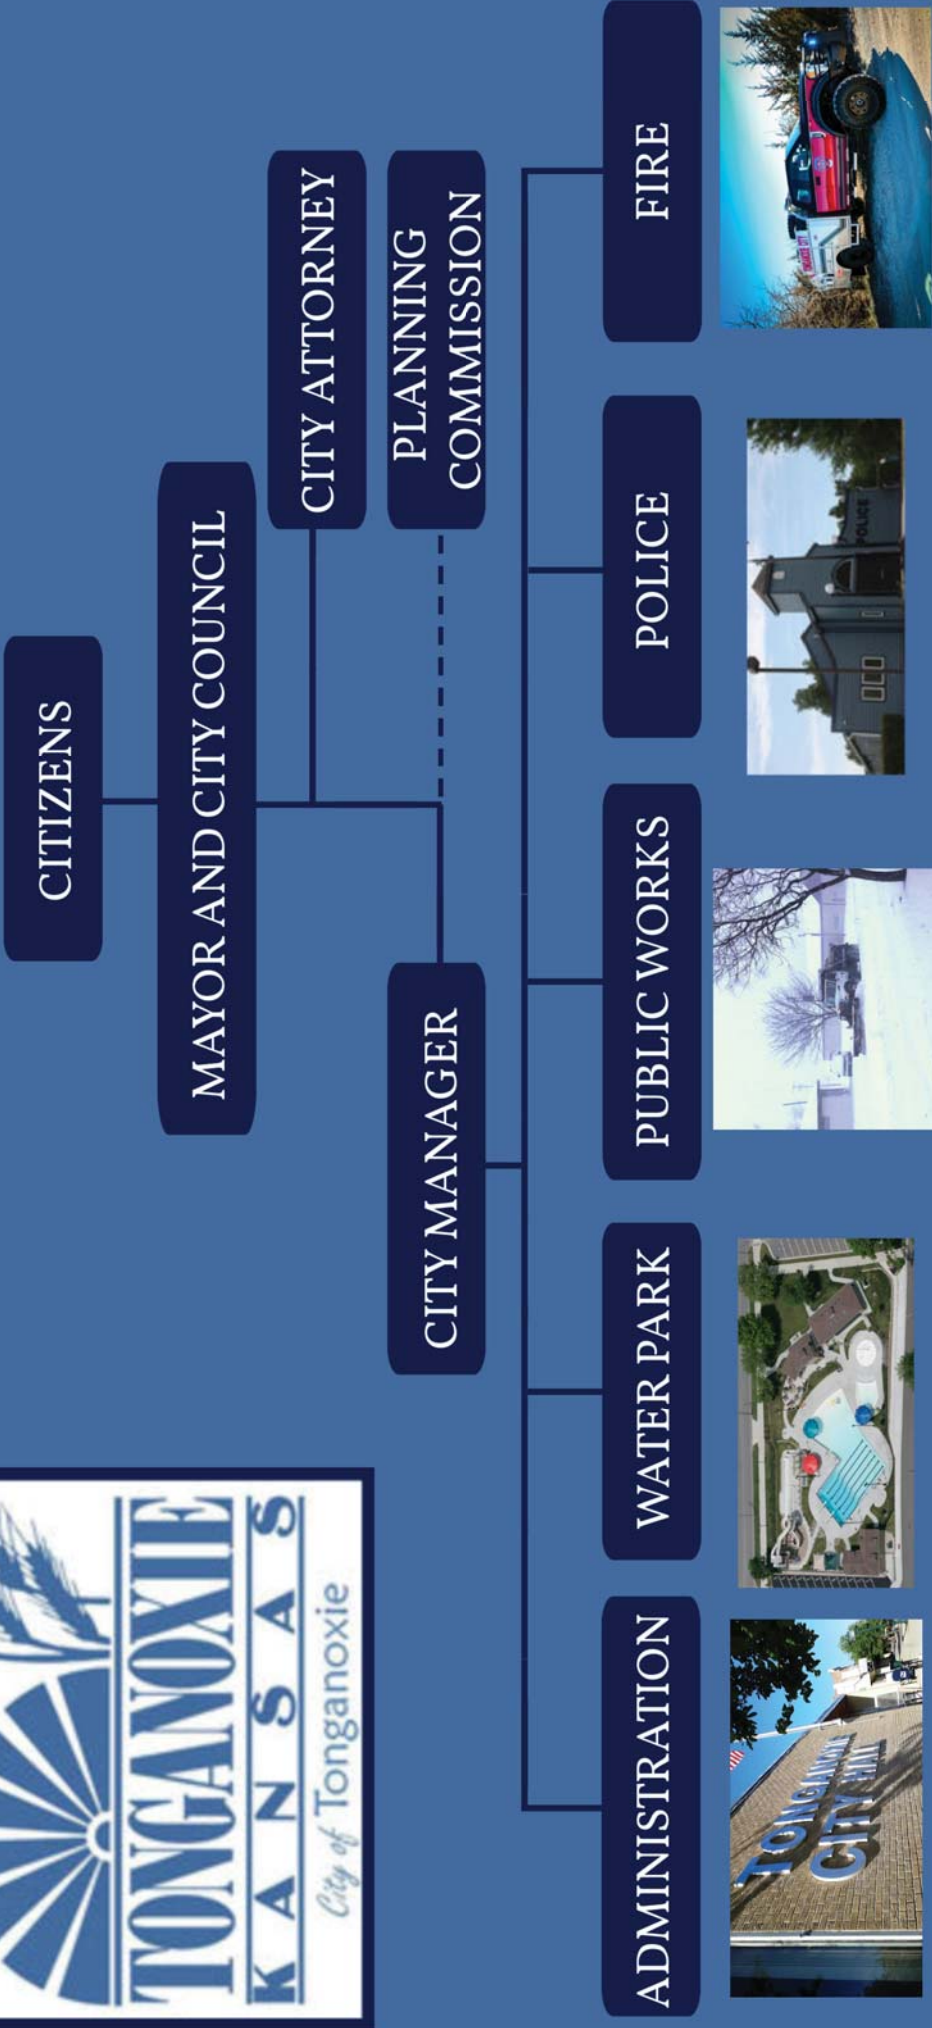 TONGANOXIE
KANSAS
City of Tonganoxie
CITIZENS
MAYOR AND CITY COUNCIL
CITY ATTORNEY
CITY MANAGER
PLANNING
COMMISSION
ADMINISTRATION
WATER PARK
PUBLIC WORKS
POLICE
FIRE
TONGANOXIE
CITY HALL
POLICE